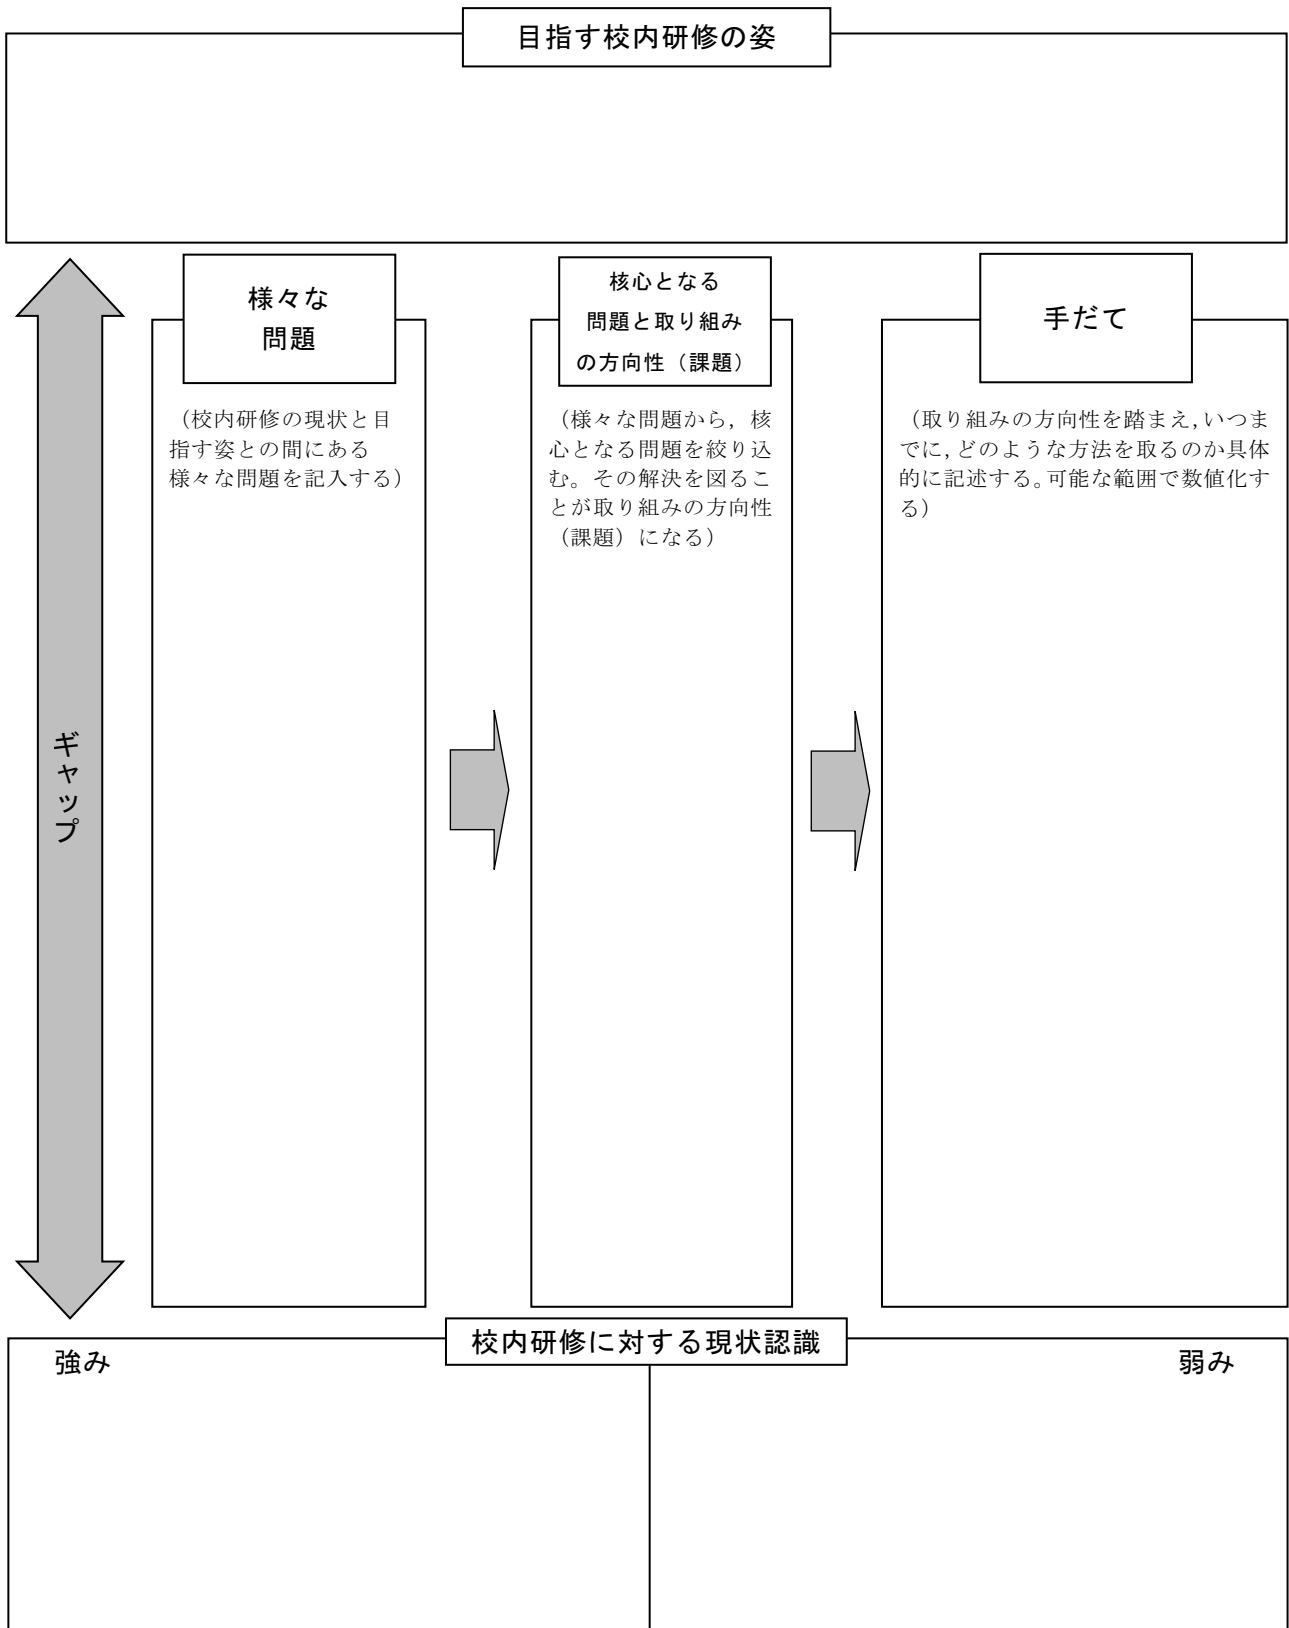 目指す校内研修の姿
様々な
問題
(校内研修の現状と目
指す姿との間にある
様々な問題を記入する)
核心となる
問題と取り組み
の方向性(課題)
(様々な問題から,核
心となる問題を絞り込
む。その解決を図るこ
とが取り組みの方向性
(課題)になる)
手だて
(取り組みの方向性を踏まえ,いつま
でに,どのような方法を取るのか具体
的に記述する。可能な範囲で数値化す
る)
ギャップ
校内研修に対する現状認識
強み
弱み